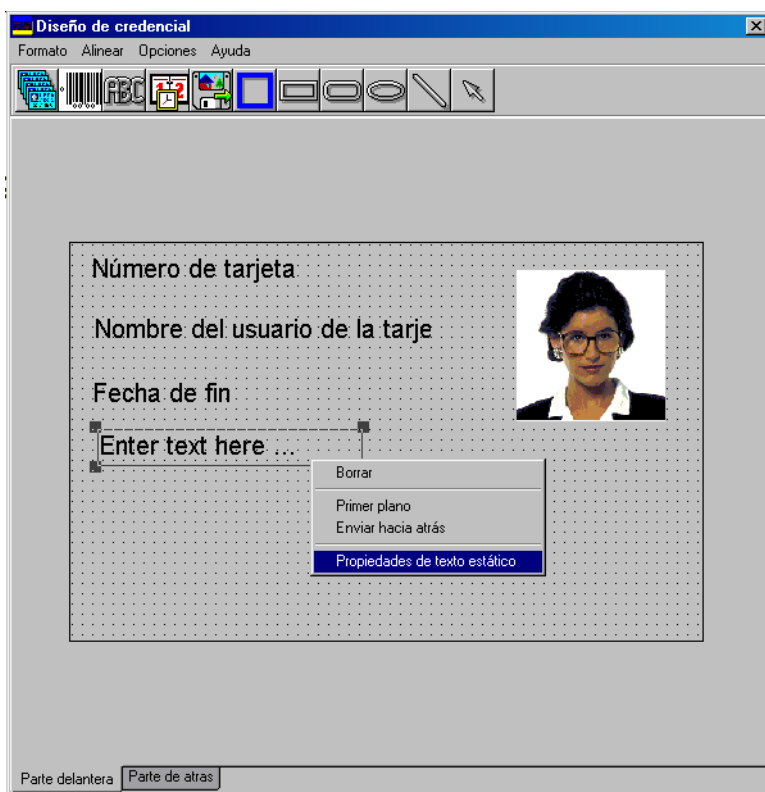 Diseño de credencial
Formato Alinear Opciones Ayuda
ABC
Número de tarjeta
Nombre del usuario de la tarje
Fecha de fin
Enter text here ...
Borrar
Primer plano
Enviar hacia atrás
Propiedades de texto estático
Parte delantera Parte de atras